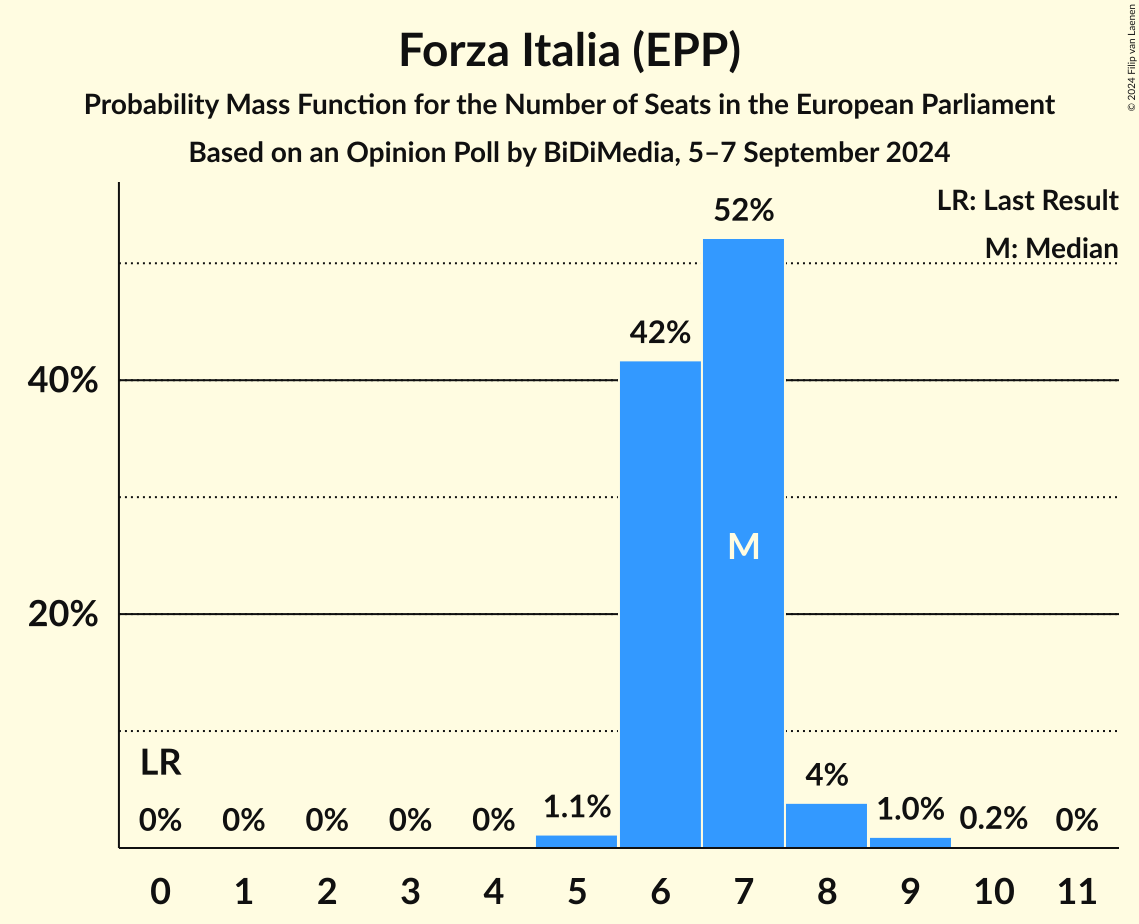 Forza Italia (EPP)
Probability Mass Function for the Number of Seats in the European Parliament
Based on an Opinion Poll by BiDiMedia, 5–7 September 2024
© 2024 Filip van Laenen
LR: Last Result
M: Median
52%
42%
40%
M
20%
LR
0% 0% 0% 0% 0% 1.1% 4% 1.0% 0.2% 0%
0 1 2 3 4 5 6 7 8 9 10 11